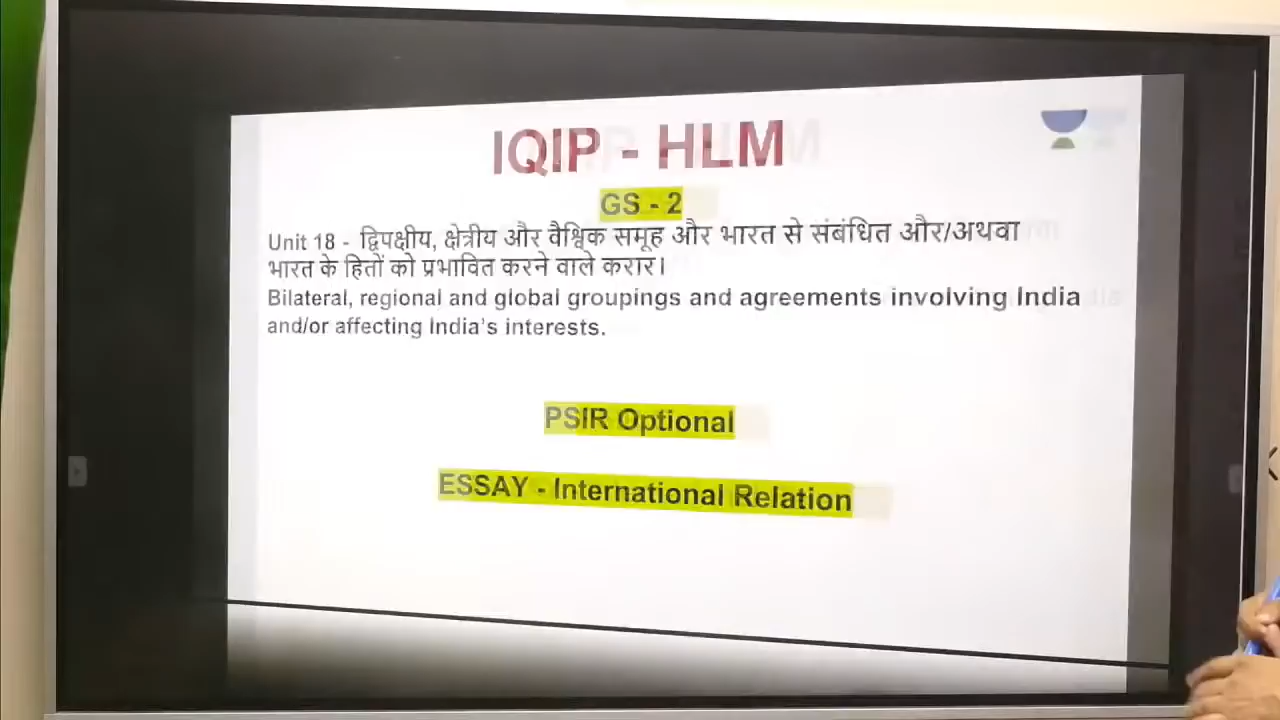 IQIP - HLM
GS - 2
Unit 18 - द्विपक्षीय, क्षेत्रीय और वैश्विक समूह और भारत से संबंधित और/अथवा
भारत के हितों को प्रभावित करने वाले करार।
Bilateral, regional and global groupings and agreements involving India
and/or affecting India's interests.
PSIR Optional
ESSAY - International Relation